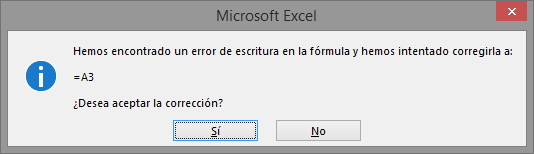 Microsoft Excel
Hemos encontrado un error de escritura en la fórmula y hemos intentado corregirla a:
=A3
¿Desea aceptar la corrección?
Sí
No